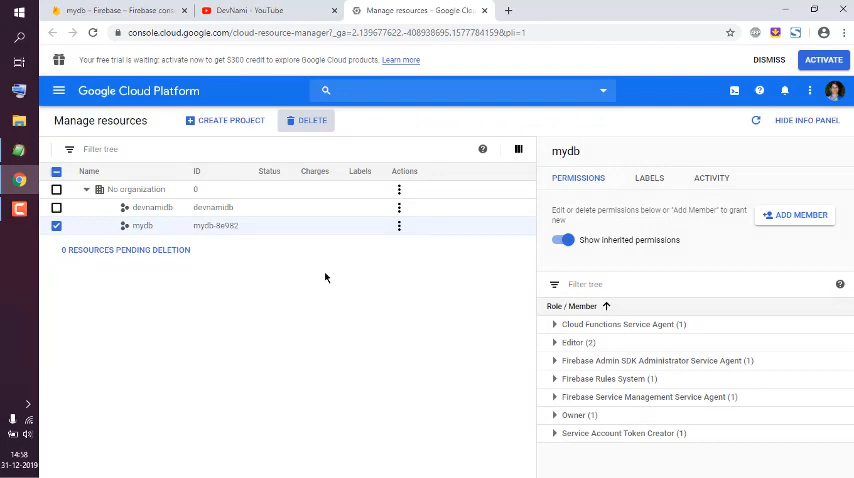 mydb – Firebase – Firebase cons
DevNami - YouTube
Manage resources – Google Clou
console.cloud.google.com/cloud-resource-manager?_ga=2.139677622.-408938695.1577784159&pli=1
Your free trial is waiting: activate now to get $300 credit to explore Google Cloud products. Learn more
DISMISS
ACTIVATE
Google Cloud Platform
Manage resources
CREATE PROJECT
DELETE
HIDE INFO PANEL
Filter tree
Name
ID
Status
Charges
Labels
Actions
No organization
0
devnamidb
devnamidb
mydb
mydb-8e982
0 RESOURCES PENDING DELETION
mydb
PERMISSIONS
LABELS
ACTIVITY
Edit or delete permissions below or "Add Member" to grant
new
ADD MEMBER
Show inherited permissions
Filter tree
Role / Member
Cloud Functions Service Agent (1)
Editor (2)
Firebase Admin SDK Administrator Service Agent (1)
Firebase Rules System (1)
Firebase Service Management Service Agent (1)
Owner (1)
Service Account Token Creator (1)
14:58
31-12-2019